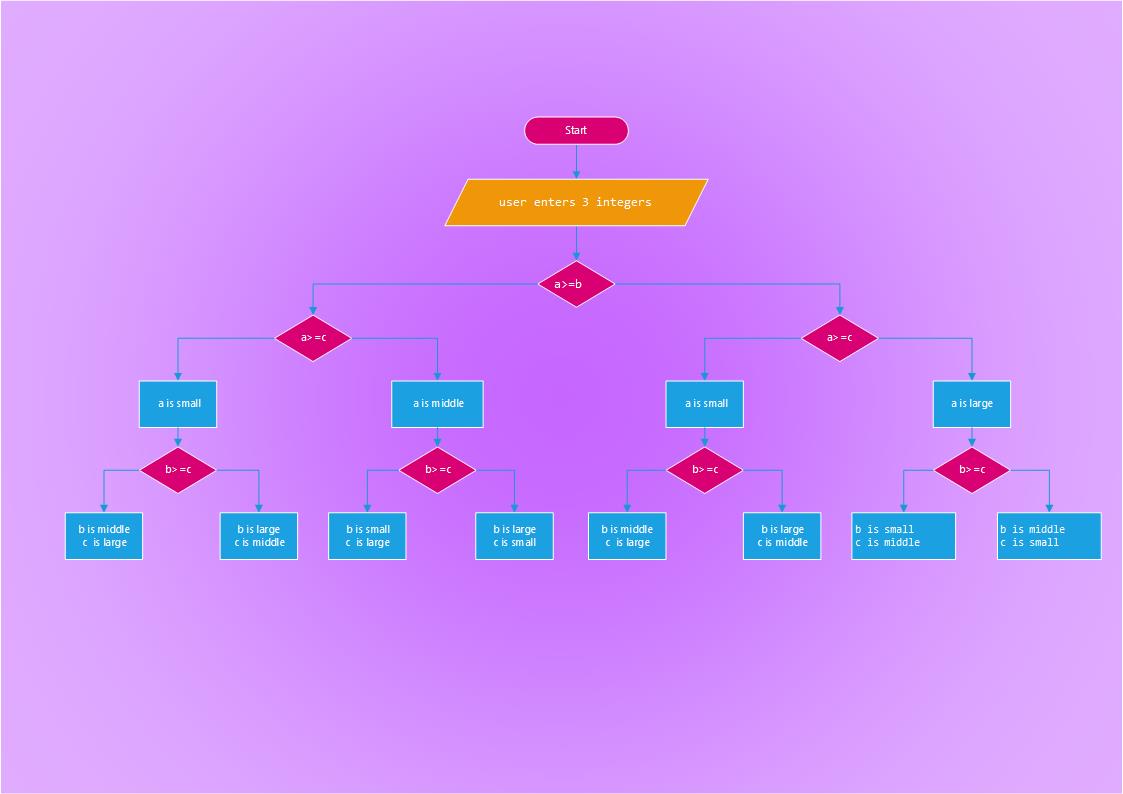 Start
user enters 3 integers
a>=b
a>=c
a>=c
a is small
a is middle
a is small
a is large
b>=c
b>=c
b>=c
b>=c
b is middle
c is large
b is large
c is middle
b is small
c is large
b is large
c is small
b is middle
c is large
b is large
c is middle
b is small
c is middle
b is middle
c is small